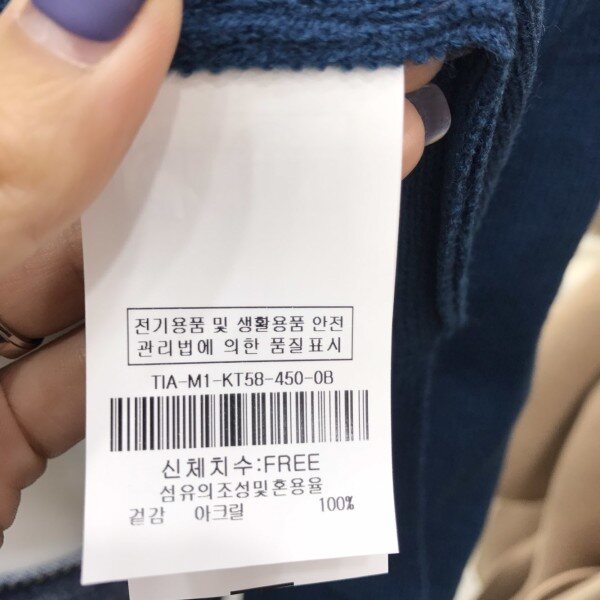 전기용품 및 생활용품 안전
관리법에 의한 품질표시
TIA-M1-KT58-450-0B
신체치수:FREE
섬유의조성및혼용율
겉감 아크릴 100%